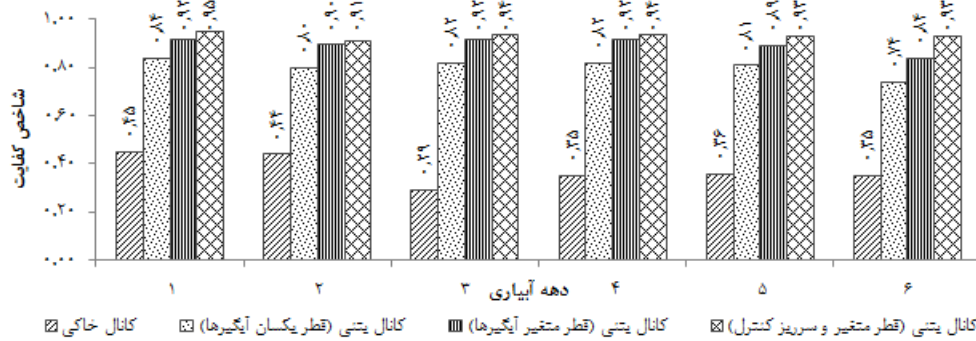 ۱٫۰۰
۰٫۸۰
۰٫۶۰
۰٫۴۰
۰٫۲۰
۰٫۰۰
شاخص کفایت
۰٫۴۵ ۰٫۸۴ ۰٫۹۲ ۰٫۹۵
۰٫۴۴ ۰٫۸۰ ۰٫۹۰ ۰٫۹۱
۰٫۲۹ ۰٫۸۲ ۰٫۹۲ ۰٫۹۴
۰٫۳۵ ۰٫۸۲ ۰٫۹۲ ۰٫۹۴
۰٫۳۶ ۰٫۸۱ ۰٫۸۹ ۰٫۹۳
۰٫۳۵ ۰٫۷۴ ۰٫۸۴ ۰٫۹۳
۱ ۲ ۳ ۴ ۵ ۶
دهه آبیاری
کانال خاکی
کانال یتنی (قطر یکسان آبگیرها)
کانال یتنی (قطر متغیر آبگیرها)
کانال یتنی (قطر متغیر و سرریز کنترل)